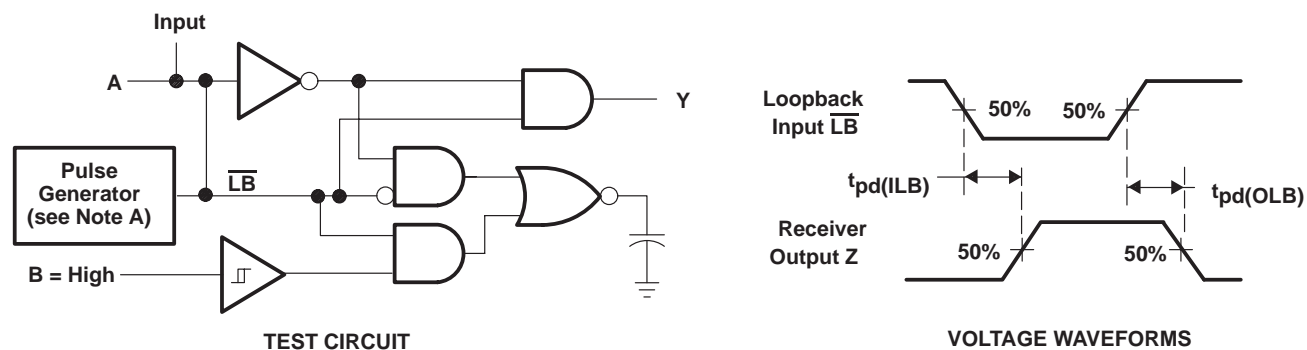 Input
A
Y
Pulse
Generator
(see Note A)
LB
B = High
TEST CIRCUIT
Loopback
Input LB
50%
50%
tpd(ILB)
tpd(OLB)
Receiver
Output Z
50%
50%
VOLTAGE WAVEFORMS